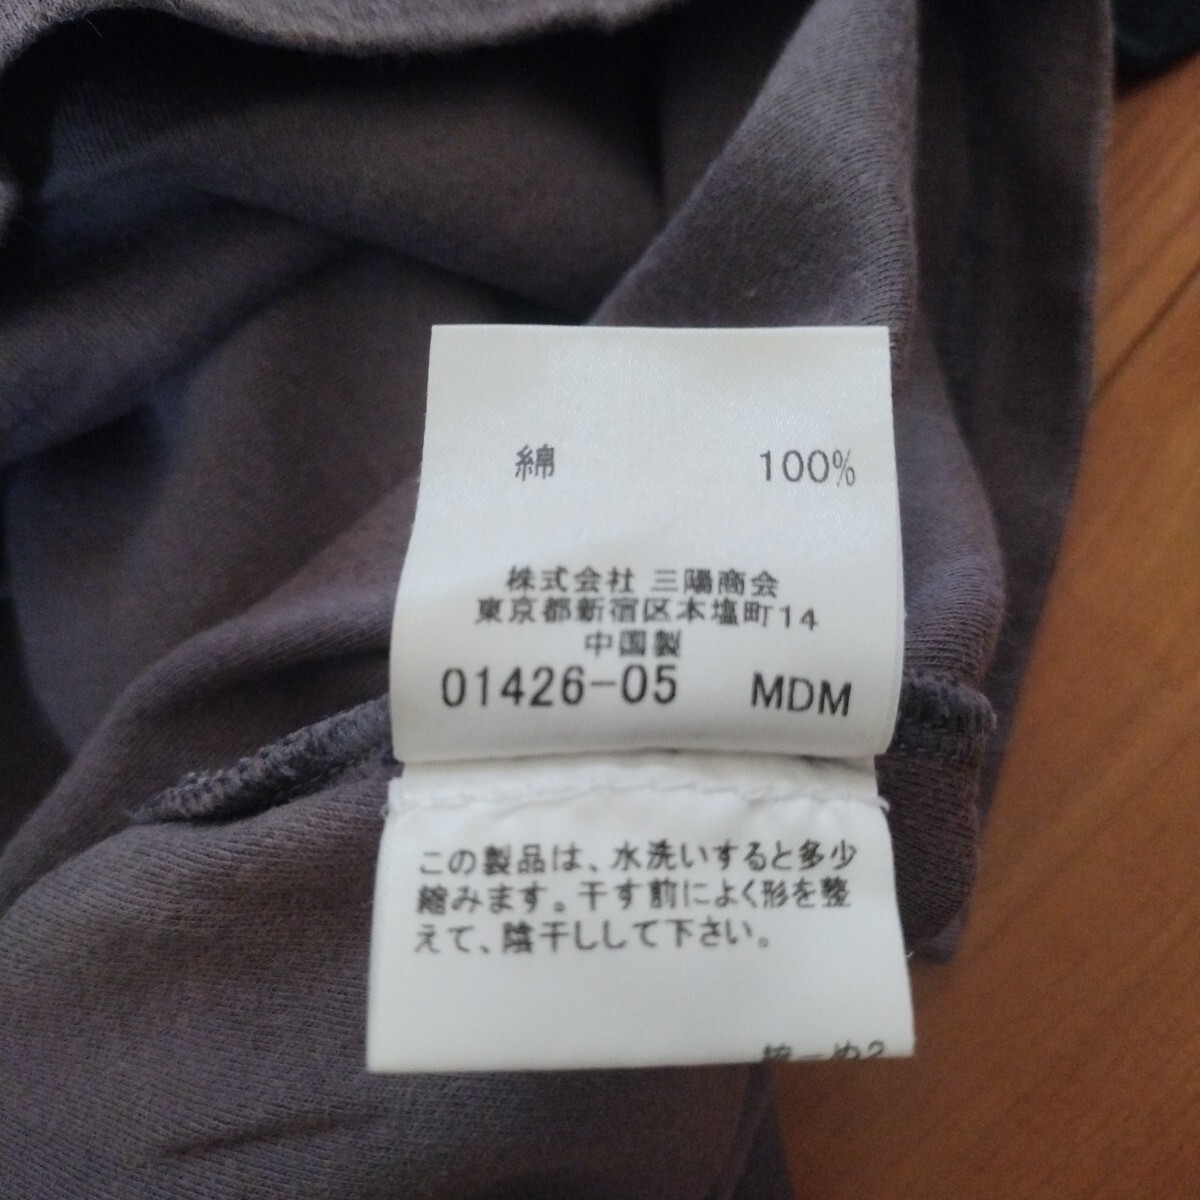 綿 100%
株式会社 三陽商会
東京都新宿区本塩町14
中国製
01426-05 MDM
この製品は、水洗いすると多少
縮みます。干す前によく形を整
えて、陰干しして下さい。